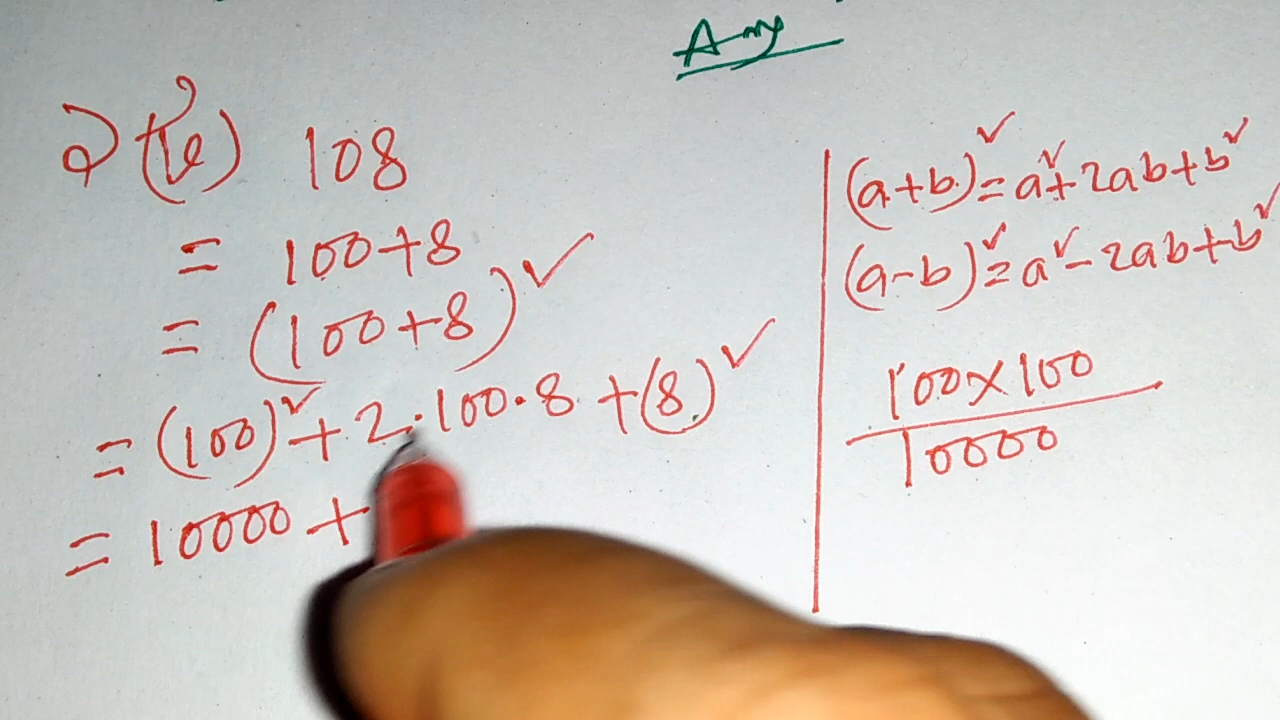 Ans
২(ঙ) 108
= 100+8
= (100+8)²
= (100)² + 2·100·8 + (8)²
= 10000 +
(a+b)² = a² + 2ab + b²
(a-b)² = a² - 2ab + b²
100×100
10000